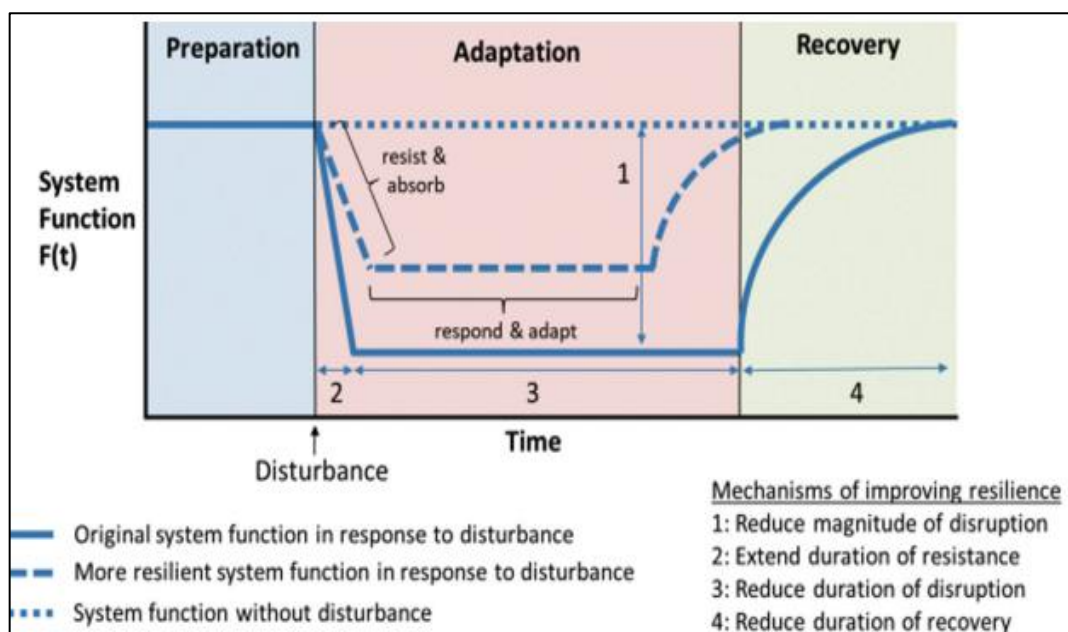 Preparation
Adaptation
Recovery
System
Function
F(t)
resist &
absorb
1
respond & adapt
2
3
4
Time
Disturbance
Original system function in response to disturbance
More resilient system function in response to disturbance
System function without disturbance
Mechanisms of improving resilience
1: Reduce magnitude of disruption
2: Extend duration of resistance
3: Reduce duration of disruption
4: Reduce duration of recovery